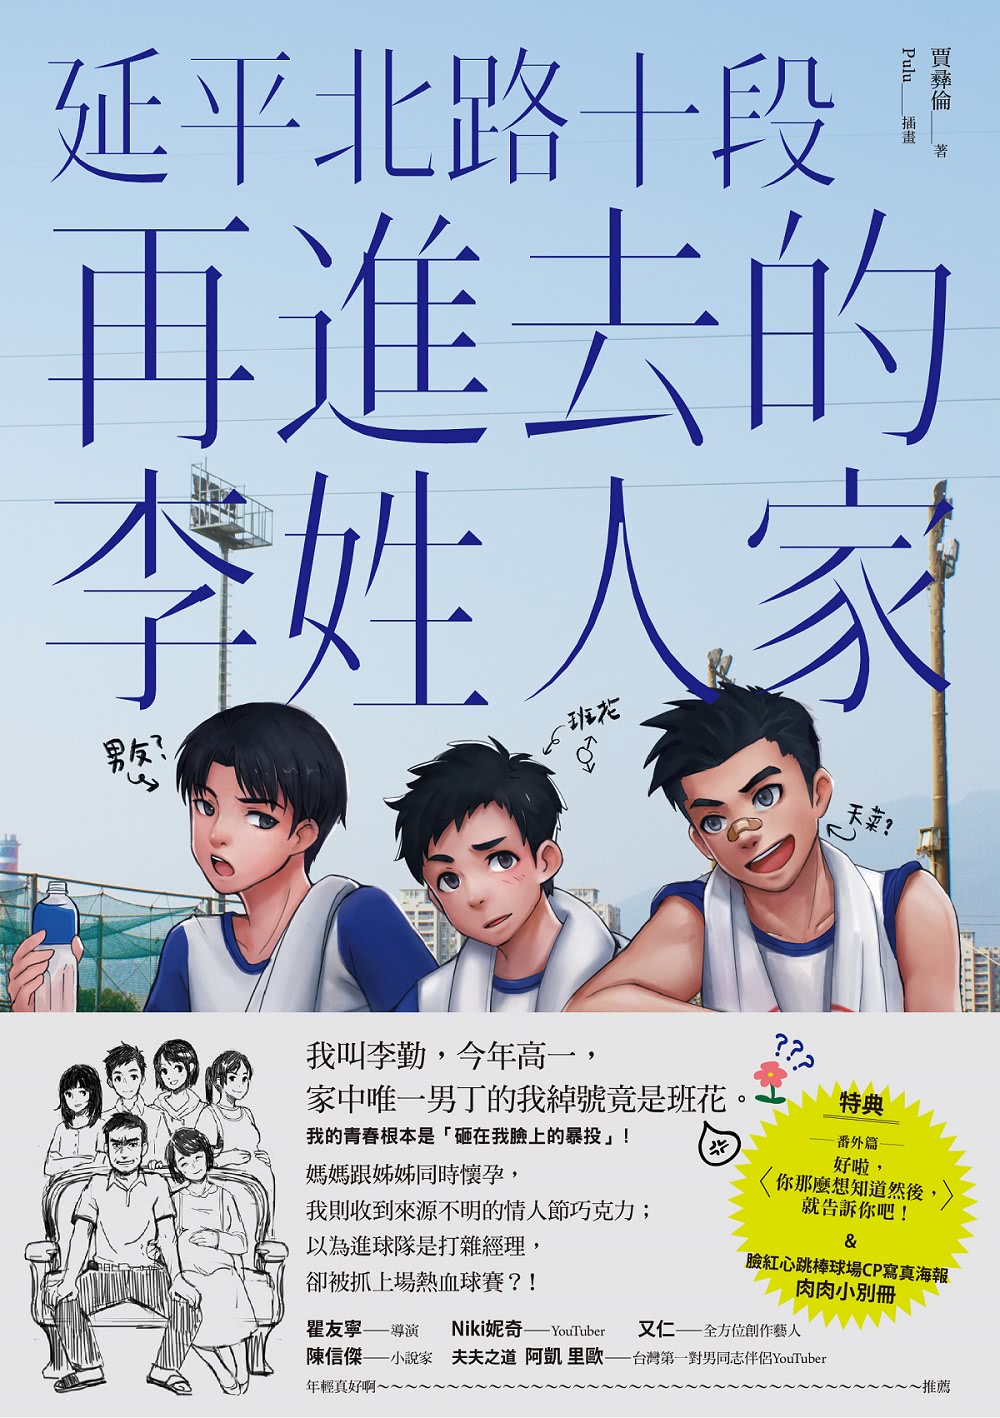 延平北路十段
再進去的
李姓人家
賈彝倫——著
Pulu——插畫
男友?
班花
天菜?
我叫李勤，今年高一，
家中唯一男丁的我綽號竟是班花。
我的青春根本是「砸在我臉上的暴投」!
媽媽跟姊姊同時懷孕，
我則收到來源不明的情人節巧克力；
以為進球隊是打雜經理，
卻被抓上場熱血球賽?!
???
特典
——番外篇——
〈好啦，
你那麼想知道然後，
就告訴你吧!〉
&
臉紅心跳棒球場CP寫真海報
肉肉小別冊
瞿友寧——導演 Niki妮奇——YouTuber 又仁——全方位創作藝人
陳信傑——小說家 夫夫之道 阿凱 里歐——台灣第一對男同志伴侶YouTuber
年輕真好啊~~~~~~~~~~~~~~~~~~~~~~~~~~~~~~~~~~~~~~~推薦